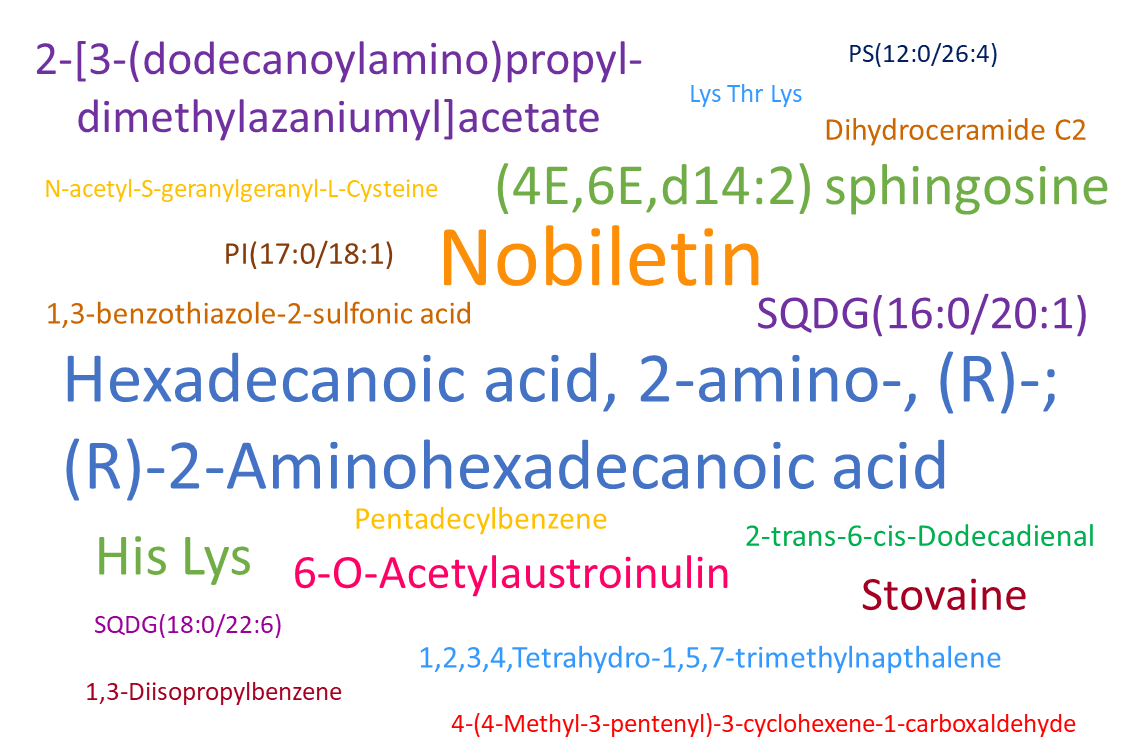 2-[3-(dodecanoylamino)propyl-
dimethylazaniumyl]acetate
PS(12:0/26:4)
Lys Thr Lys
Dihydroceramide C2
N-acetyl-S-geranylgeranyl-L-Cysteine
(4E,6E,d14:2) sphingosine
PI(17:0/18:1)
Nobiletin
1,3-benzothiazole-2-sulfonic acid
SQDG(16:0/20:1)
Hexadecanoic acid, 2-amino-, (R)-;
(R)-2-Aminohexadecanoic acid
Pentadecylbenzene
2-trans-6-cis-Dodecadienal
His Lys
6-O-Acetylaustroinulin
Stovaine
SQDG(18:0/22:6)
1,2,3,4,Tetrahydro-1,5,7-trimethylnapthalene
1,3-Diisopropylbenzene
4-(4-Methyl-3-pentenyl)-3-cyclohexene-1-carboxaldehyde